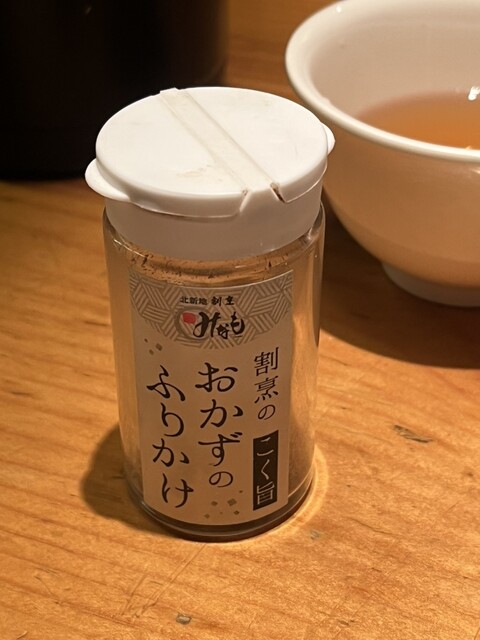 北新地 割烹
みなも
割烹の
こく旨
おかずの
ふりかけ